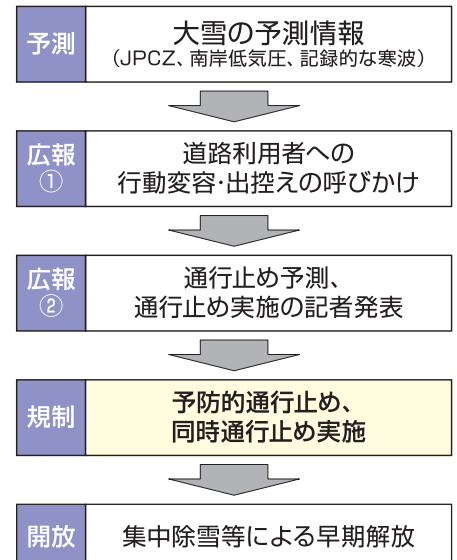 予測
大雪の予測情報
（JPCZ、南岸低気圧、記録的な寒波）
広報
①
道路利用者への
行動変容･出控えの呼びかけ
広報
②
通行止め予測、
通行止め実施の記者発表
規制
予防的通行止め、
同時通行止め実施
開放
集中除雪等による早期解放